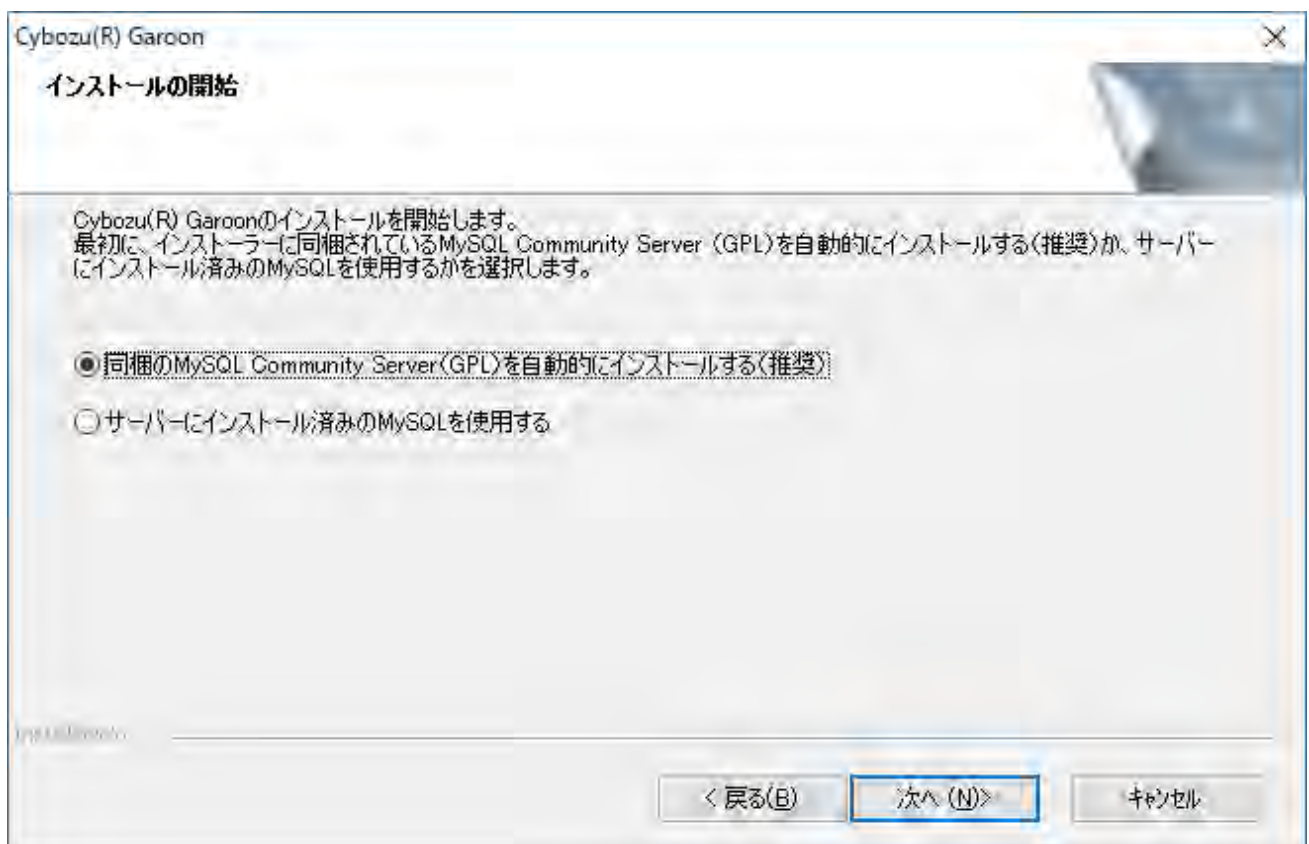 Cybozu(R) Garoon
インストールの開始
Cybozu(R) Garoonのインストールを開始します。
最初に、インストーラーに同梱されているMySQL Community Server (GPL)を自動的にインストールする(推奨)か、サーバー
にインストール済みのMySQLを使用するかを選択します。
同梱のMySQL Community Server(GPL)を自動的にインストールする(推奨)
サーバーにインストール済みのMySQLを使用する
< 戻る(B)
次へ (N)>
キャンセル